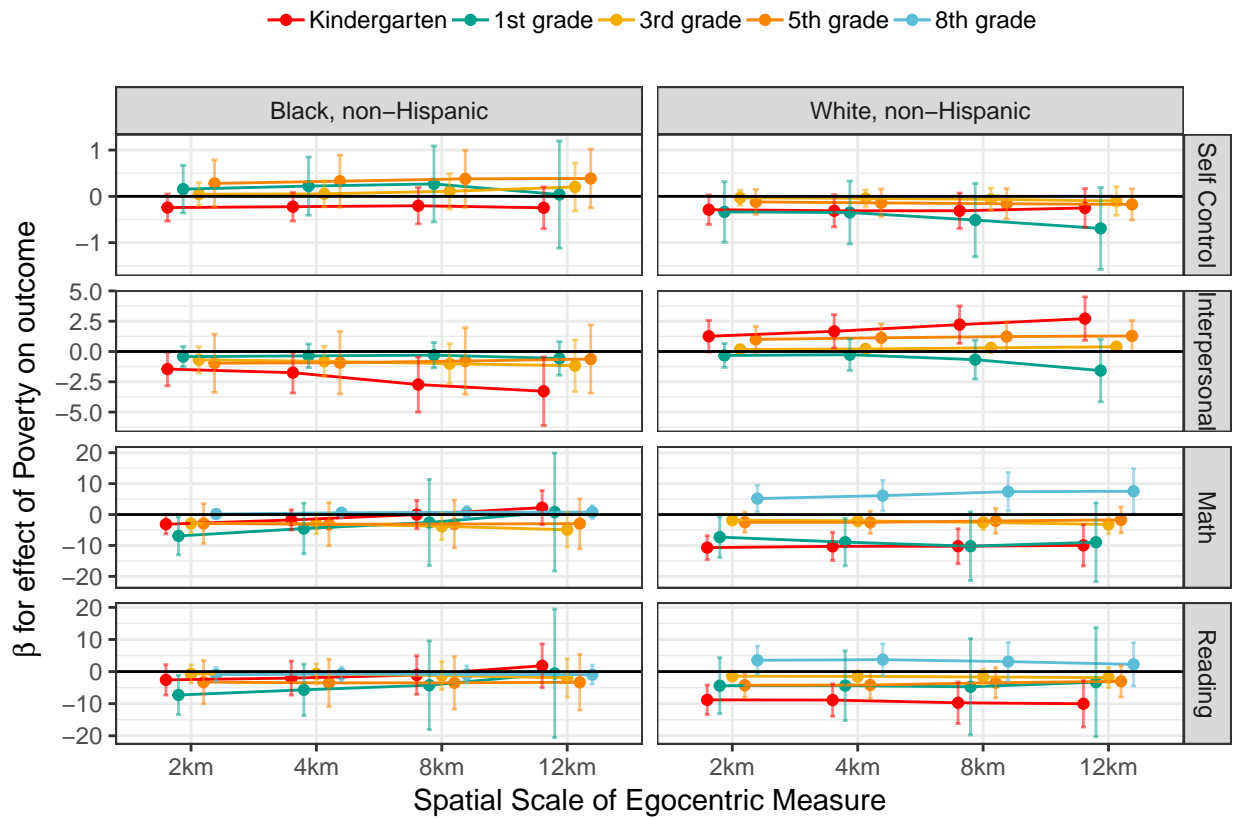 Kindergarten 1st grade 3rd grade 5th grade 8th grade
Black, non−Hispanic White, non−Hispanic
1
0
−1
Self Control
5.0
2.5
0.0
−2.5
−5.0
Interpersonal
20
10
0
−10
−20
Math
20
10
0
−10
−20
Reading
β for effect of Poverty on outcome
2km 4km 8km 12km 2km 4km 8km 12km
Spatial Scale of Egocentric Measure